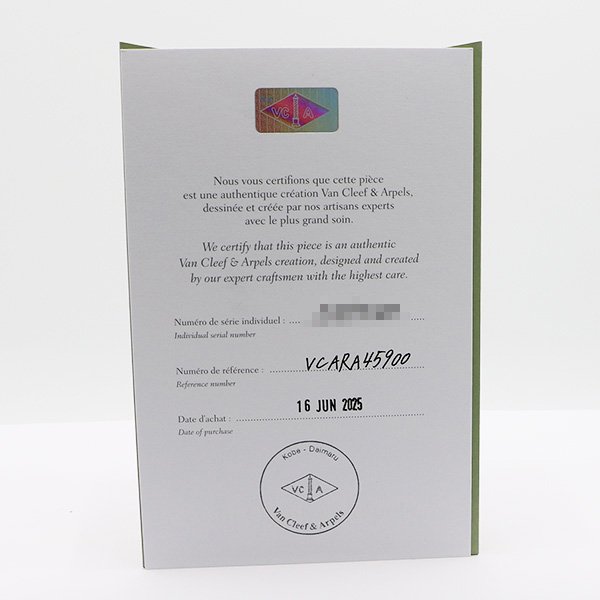 VC A
Nous vous certifions que cette pièce
est une authentique création Van Cleef & Arpels,
dessinée et créée par nos artisans experts
avec le plus grand soin.
We certify that this piece is an authentic
Van Cleef & Arpels creation, designed and created
by our expert craftsmen with the highest care.
Numéro de série individuel : .... .....
Individual serial number
Numéro de référence : VCARA45900
Reference number
Date d'achat : 16 JUN 2025
Date of purchase
Kobe - Daimaru
VC A
Van Cleef & Arpels